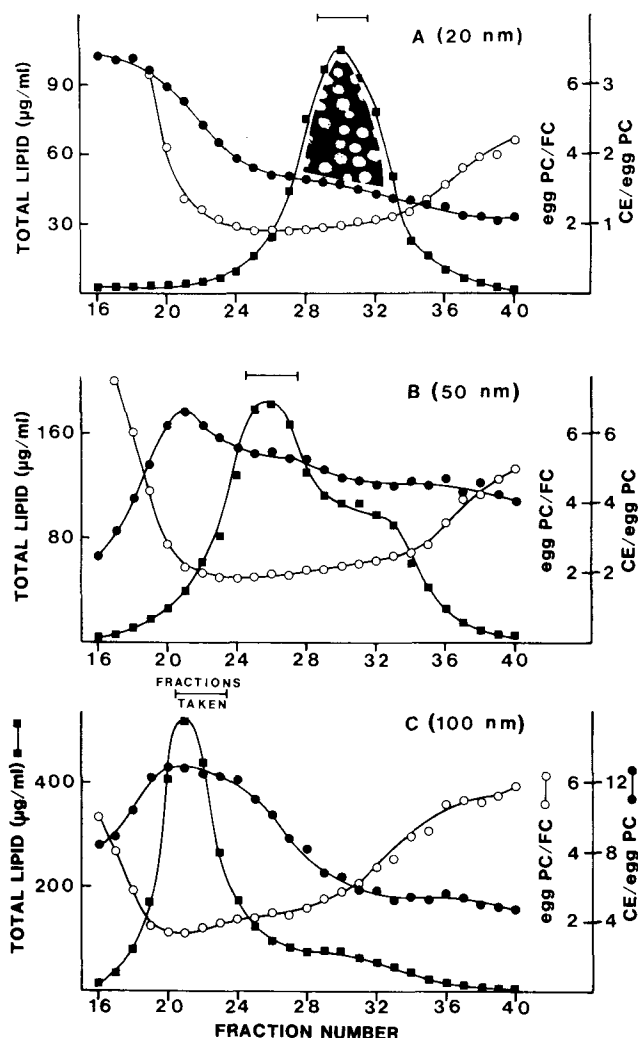 A (20 nm)
TOTAL LIPID (µg/ml)
90
60
30
6
4
2
egg PC/FC
3
2
1
CE/egg PC
16 20 24 28 32 36 40
B (50 nm)
TOTAL LIPID (µg/ml)
160
80
6
4
2
egg PC/FC
6
4
2
CE/egg PC
16 20 24 28 32 36 40
FRACTIONS
TAKEN
C (100 nm)
TOTAL LIPID (µg/ml)
400
200
6
4
2
egg PC/FC
12
8
4
CE/egg PC
16 20 24 28 32 36 40
FRACTION NUMBER